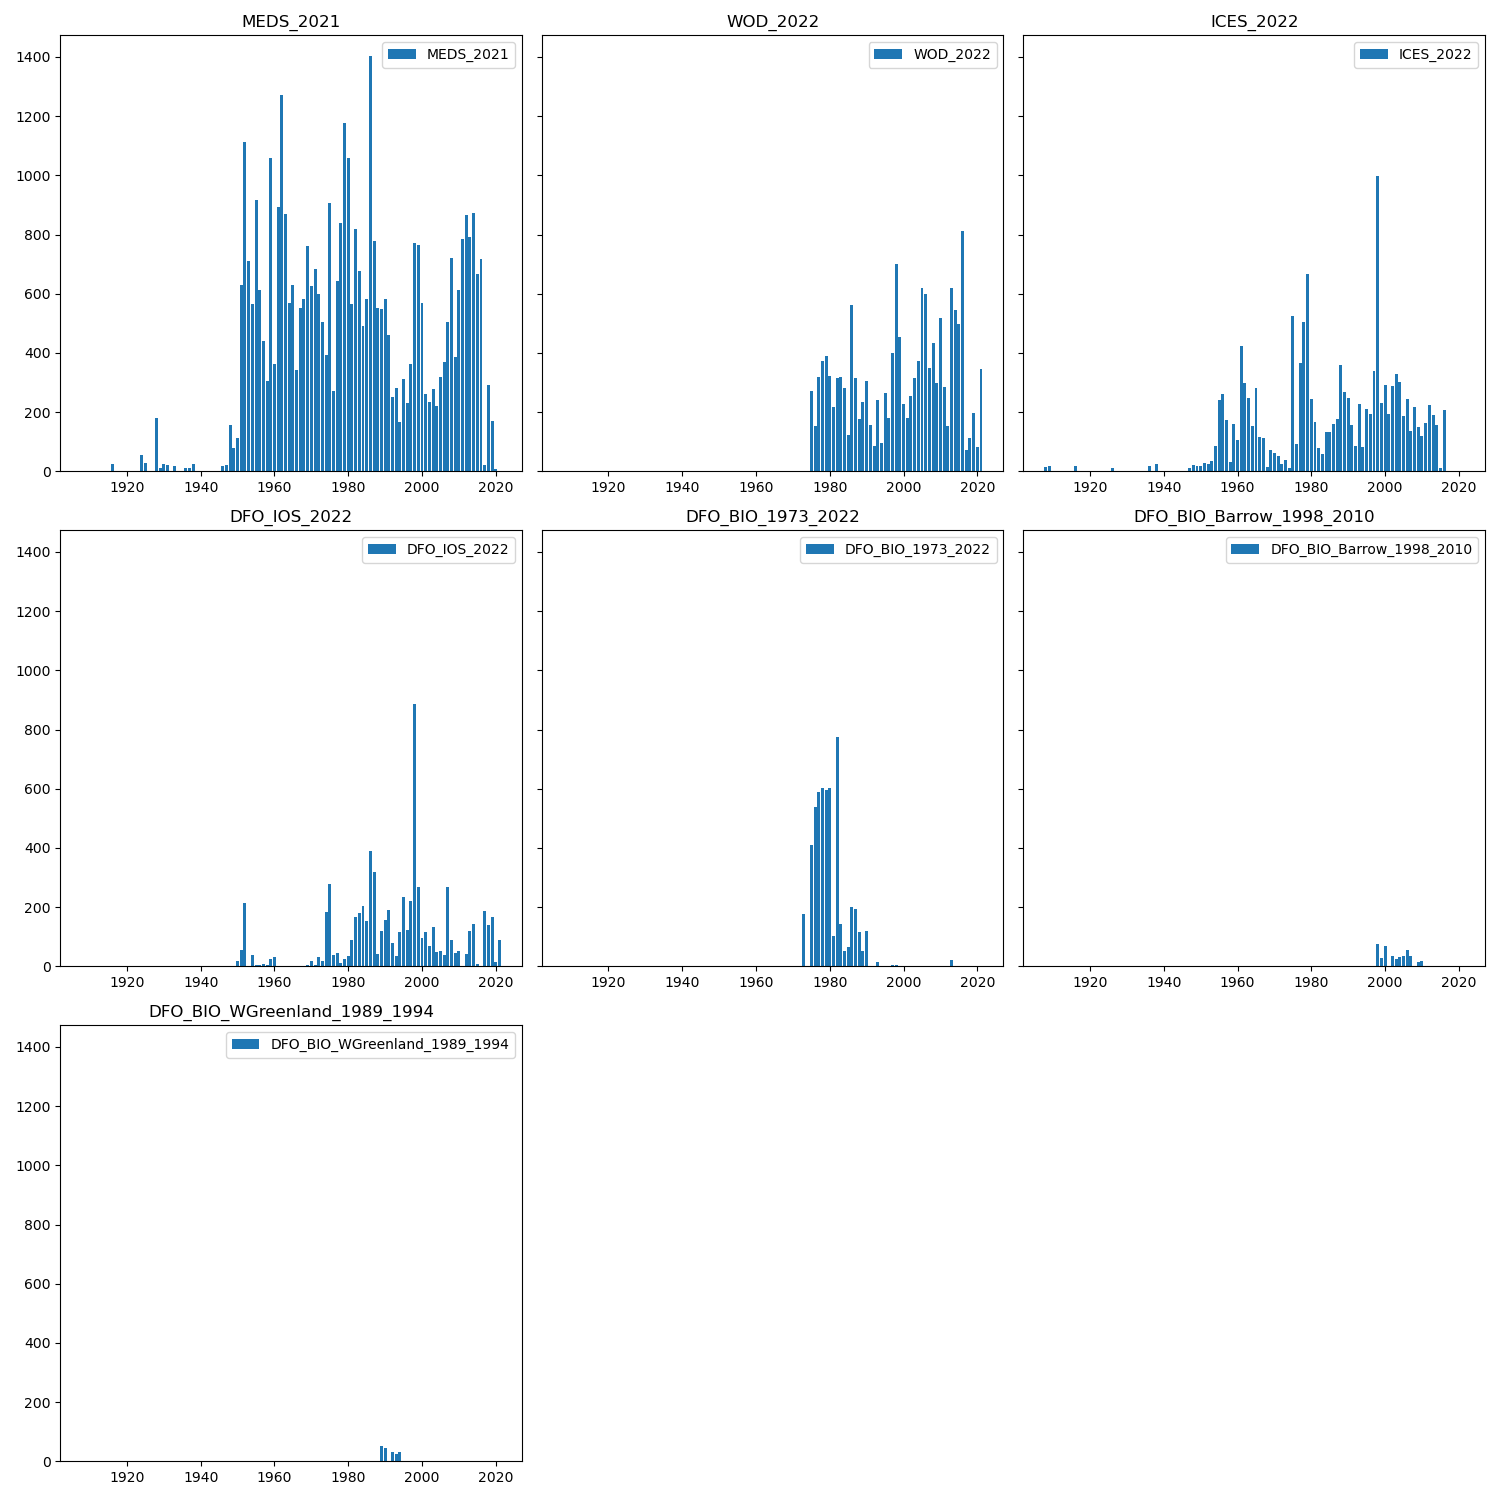 MEDS_2021 WOD_2022 ICES_2022
MEDS_2021 WOD_2022 ICES_2022
1400
1200
1000
800
600
400
200
0
1920 1940 1960 1980 2000 2020 1920 1940 1960 1980 2000 2020 1920 1940 1960 1980 2000 2020
DFO_IOS_2022 DFO_BIO_1973_2022 DFO_BIO_Barrow_1998_2010
DFO_IOS_2022 DFO_BIO_1973_2022 DFO_BIO_Barrow_1998_2010
1400
1200
1000
800
600
400
200
0
1920 1940 1960 1980 2000 2020 1920 1940 1960 1980 2000 2020 1920 1940 1960 1980 2000 2020
DFO_BIO_WGreenland_1989_1994
DFO_BIO_WGreenland_1989_1994
1400
1200
1000
800
600
400
200
0
1920 1940 1960 1980 2000 2020